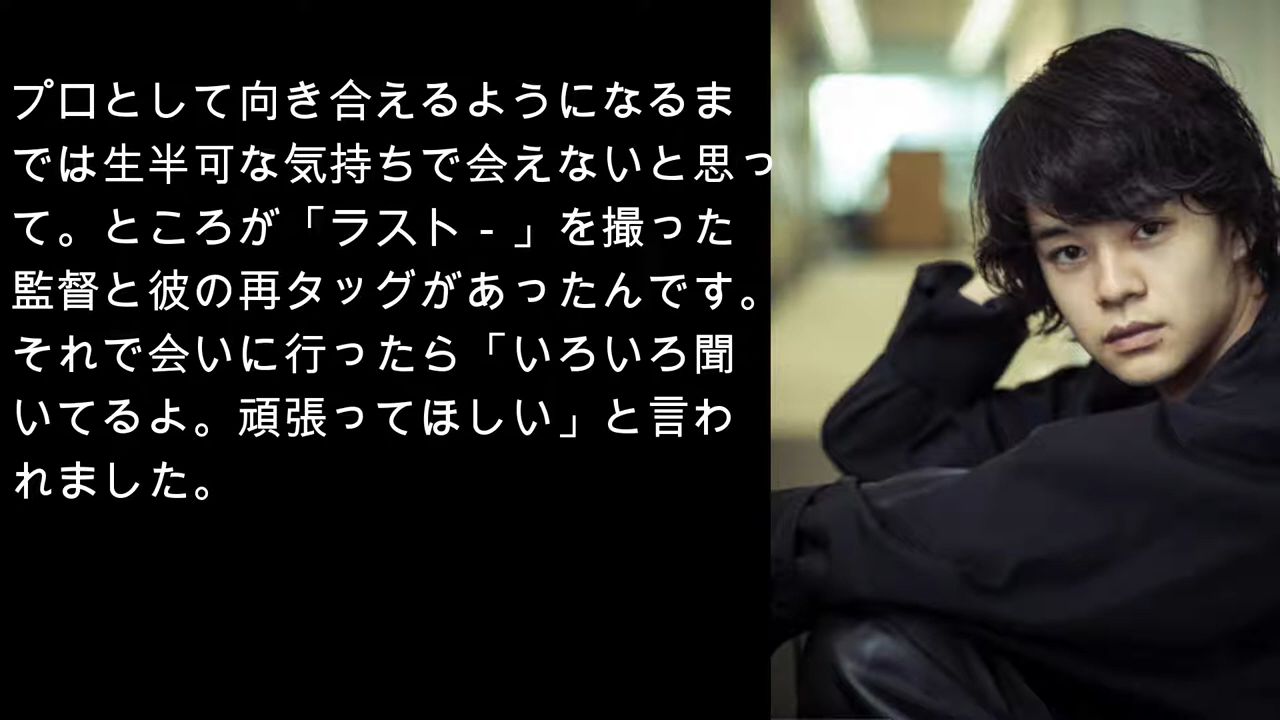 プロとして向き合えるようになるま
では生半可な気持ちで会えないと思っ
て。ところが「ラスト - 」を撮った
監督と彼の再タッグがあったんです。
それで会いに行ったら「いろいろ聞
いてるよ。頑張ってほしい」と言わ
れました。